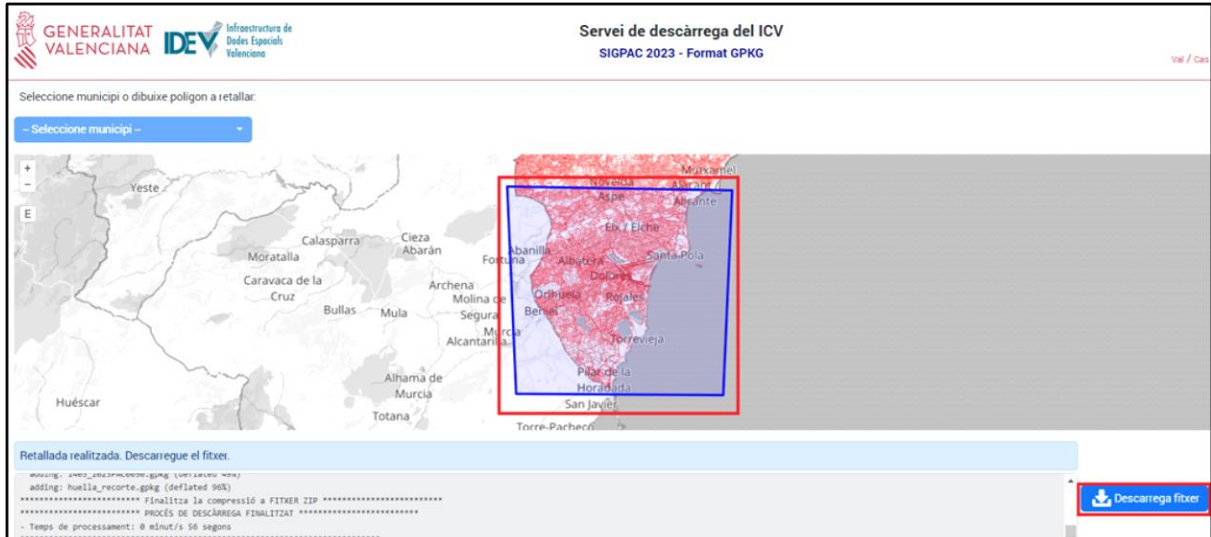 GENERALITAT
VALENCIANA
IDEV
Infraestructura de
Dades Espacials
Valenciana
Servei de descàrrega del ICV
SIGPAC 2023 - Format GPKG
Val / Cas
Seleccione municipi o dibuixe polígon a retallar:
-- Seleccione municipi --
+
−
E
Mutxamel
Novelda
Alacant /
Alicante
Aspe
Yeste
Elx / Elche
Calasparra
Cieza
Abarán
Moratalla
Abanilla
Fortuna
Albatera
Santa Pola
Dolores
Caravaca de la
Cruz
Archena
Molina de
Segura
Orihuela
Rojales
Bullas
Mula
Beniel
Murcia
Alcantarilla
Torrevieja
Alhama de
Murcia
Pilar de la
Horadada
Huéscar
San Javier
Totana
Torre-Pacheco
Retallada realitzada. Descarregue el fitxer.
adding: huella_recorte.gpkg (deflated 96%)
************************* Finalitza la compressió a FITXER ZIP *************************
************************* PROCÉS DE DESCÀRREGA FINALITZAT *************************
- Temps de processament: 0 minut/s 56 segons
Descarrega fitxer